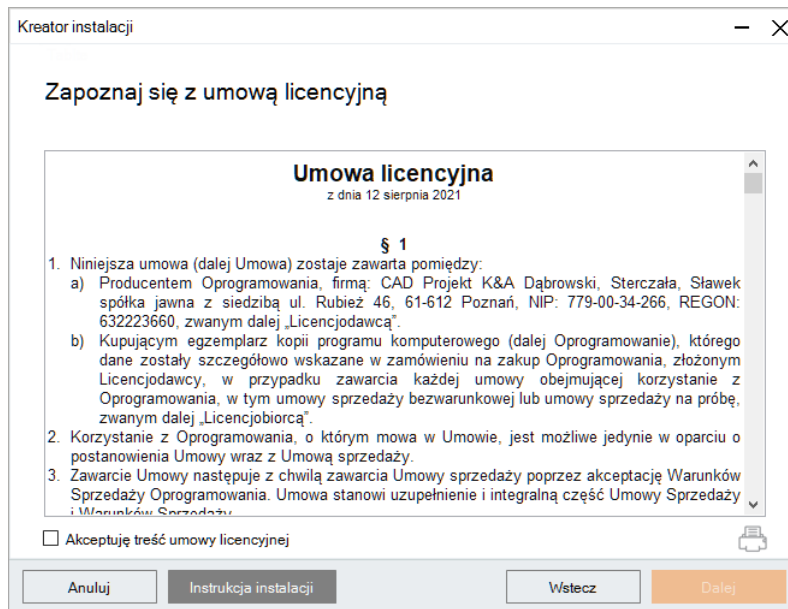 Kreator instalacji
Zapoznaj się z umową licencyjną
Umowa licencyjna
z dnia 12 sierpnia 2021
§ 1
1. Niniejsza umowa (dalej Umowa) zostaje zawarta pomiędzy:
a) Producentem Oprogramowania, firmą: CAD Projekt K&A Dąbrowski, Sterczała, Sławek
spółka jawna z siedzibą ul. Rubież 46, 61-612 Poznań, NIP: 779-00-34-266, REGON:
632223660, zwanym dalej „Licencjodawcą”.
b) Kupującym egzemplarz kopii programu komputerowego (dalej Oprogramowanie), którego
dane zostały szczegółowo wskazane w zamówieniu na zakup Oprogramowania, złożonym
Licencjodawcy, w przypadku zawarcia każdej umowy obejmującej korzystanie z
Oprogramowania, w tym umowy sprzedaży bezwarunkowej lub umowy sprzedaży na próbę,
zwanym dalej „Licencjobiorcą”.
2. Korzystanie z Oprogramowania, o którym mowa w Umowie, jest możliwe jedynie w oparciu o
postanowienia Umowy wraz z Umową sprzedaży.
3. Zawarcie Umowy następuje z chwilą zawarcia Umowy sprzedaży poprzez akceptację Warunków
Sprzedaży Oprogramowania. Umowa stanowi uzupełnienie i integralną część Umowy Sprzedaży
i Warunków Sprzedaży.
Akceptuję treść umowy licencyjnej
Anuluj
Instrukcja instalacji
Wstecz
Dalej